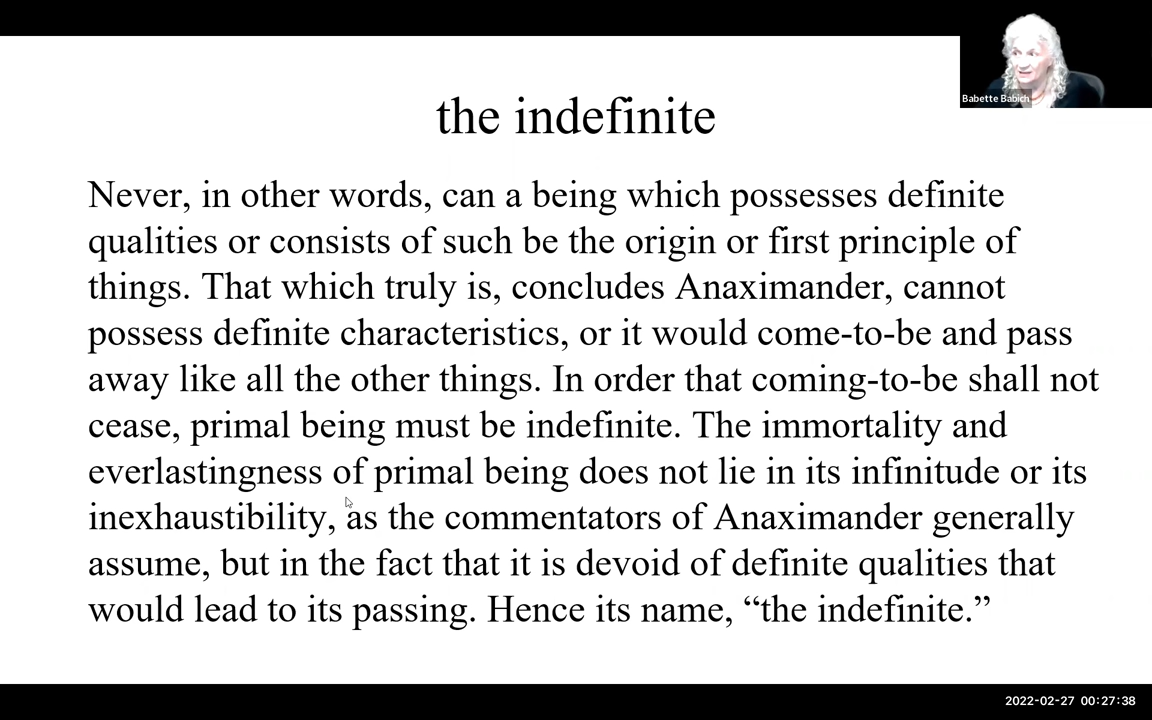 Babette Babich
the indefinite
Never, in other words, can a being which possesses definite
qualities or consists of such be the origin or first principle of
things. That which truly is, concludes Anaximander, cannot
possess definite characteristics, or it would come-to-be and pass
away like all the other things. In order that coming-to-be shall not
cease, primal being must be indefinite. The immortality and
everlastingness of primal being does not lie in its infinitude or its
inexhaustibility, as the commentators of Anaximander generally
assume, but in the fact that it is devoid of definite qualities that
would lead to its passing. Hence its name, “the indefinite.”
2022-02-27 00:27:38